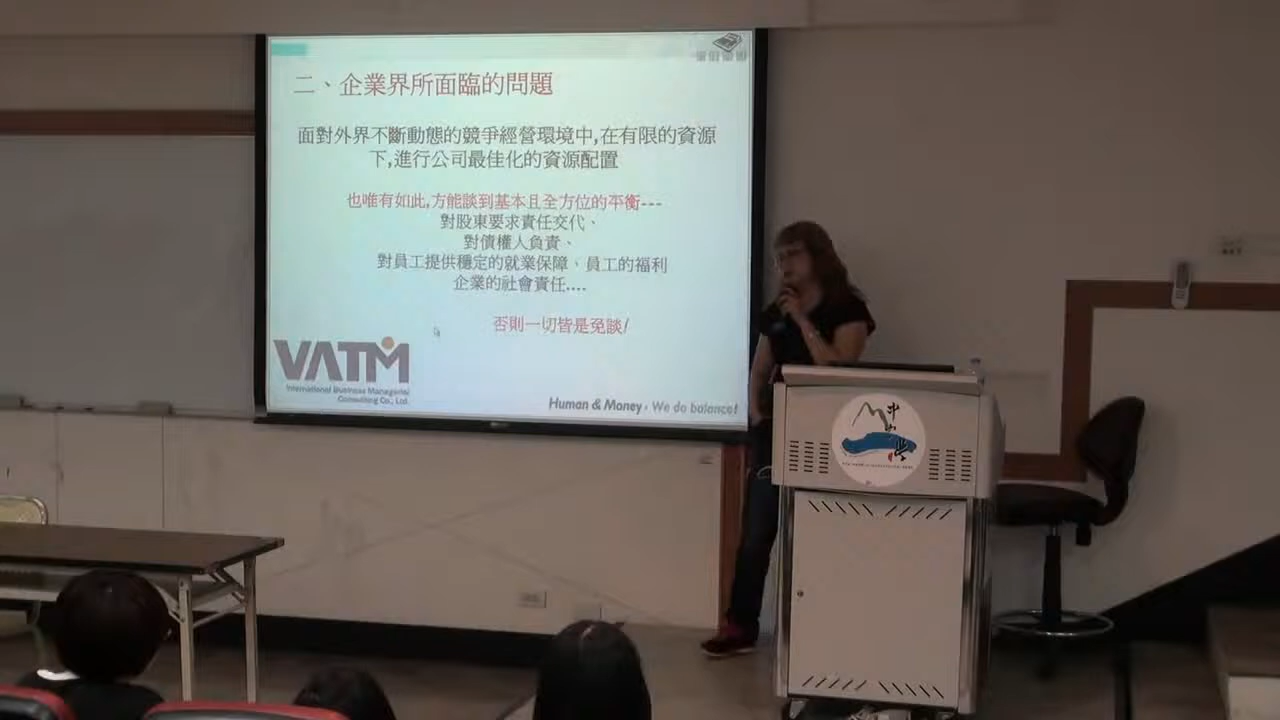 二、企業界所面臨的問題
面對外界不斷動態的競爭經營環境中,在有限的資源
下,進行公司最佳化的資源配置
也唯有如此,方能談到基本且全方位的平衡---
對股東要求責任交代、
對債權人負責、
對員工提供穩定的就業保障、員工的福利
企業的社會責任....
否則一切皆是免談!
VATM
International Business Managerial
Consulting Co., Ltd.
Human & Money, We do balance!